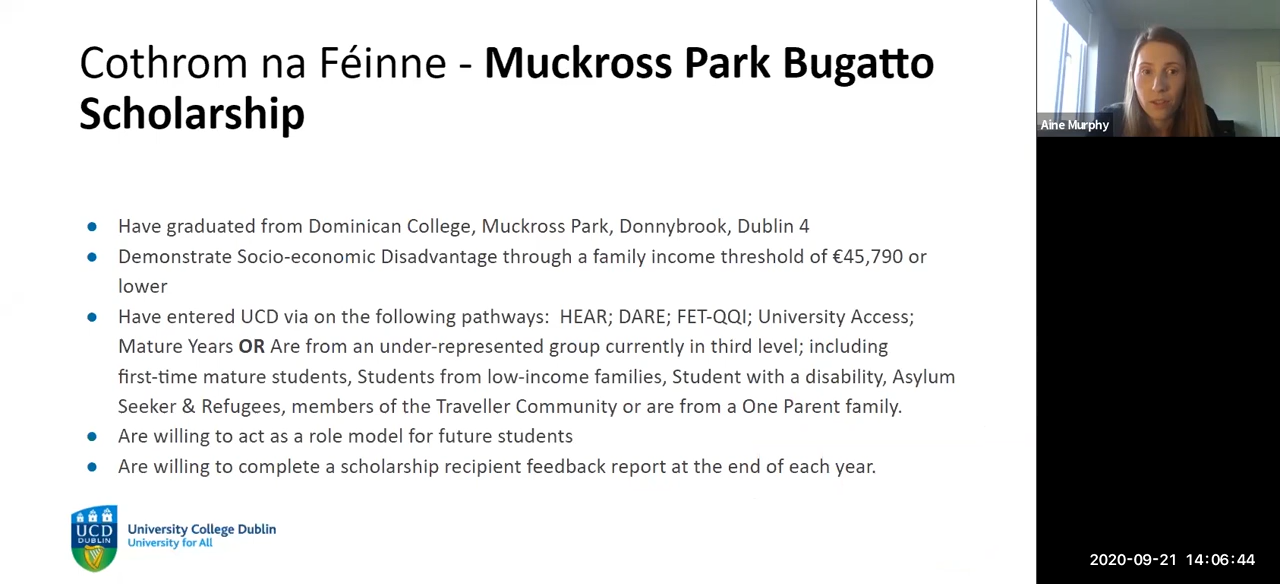 Cothrom na Féinne - Muckross Park Bugatto
Scholarship
Aine Murphy
● Have graduated from Dominican College, Muckross Park, Donnybrook, Dublin 4
● Demonstrate Socio-economic Disadvantage through a family income threshold of €45,790 or
lower
● Have entered UCD via on the following pathways:  HEAR; DARE; FET-QQI; University Access;
Mature Years OR Are from an under-represented group currently in third level; including
first-time mature students, Students from low-income families, Student with a disability, Asylum
Seeker & Refugees, members of the Traveller Community or are from a One Parent family.
● Are willing to act as a role model for future students
● Are willing to complete a scholarship recipient feedback report at the end of each year.
UCD
DUBLIN
University College Dublin
University for All
2020-09-21 14:06:44